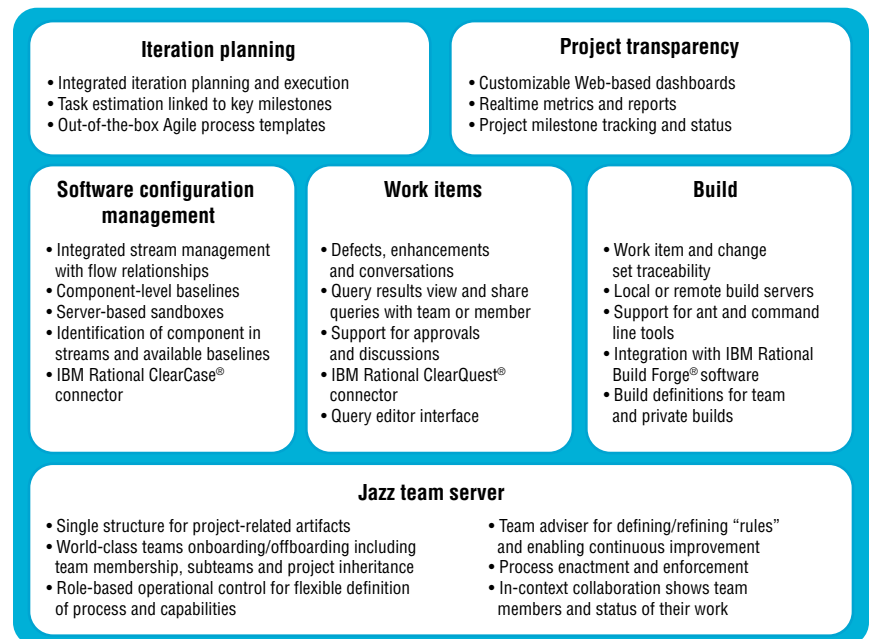 Iteration planning
• Integrated iteration planning and execution
• Task estimation linked to key milestones
• Out-of-the-box Agile process templates
Project transparency
• Customizable Web-based dashboards
• Realtime metrics and reports
• Project milestone tracking and status
Software configuration
management
• Integrated stream management
with flow relationships
• Component-level baselines
• Server-based sandboxes
• Identification of component in
streams and available baselines
• IBM Rational ClearCase®
connector
Work items
• Defects, enhancements
and conversations
• Query results view and share
queries with team or member
• Support for approvals
and discussions
• IBM Rational ClearQuest®
connector
• Query editor interface
Build
• Work item and change
set traceability
• Local or remote build servers
• Support for ant and command
line tools
• Integration with IBM Rational
Build Forge® software
• Build definitions for team
and private builds
Jazz team server
• Single structure for project-related artifacts
• World-class teams onboarding/offboarding including
team membership, subteams and project inheritance
• Role-based operational control for flexible definition
of process and capabilities
• Team adviser for defining/refining “rules”
and enabling continuous improvement
• Process enactment and enforcement
• In-context collaboration shows team
members and status of their work